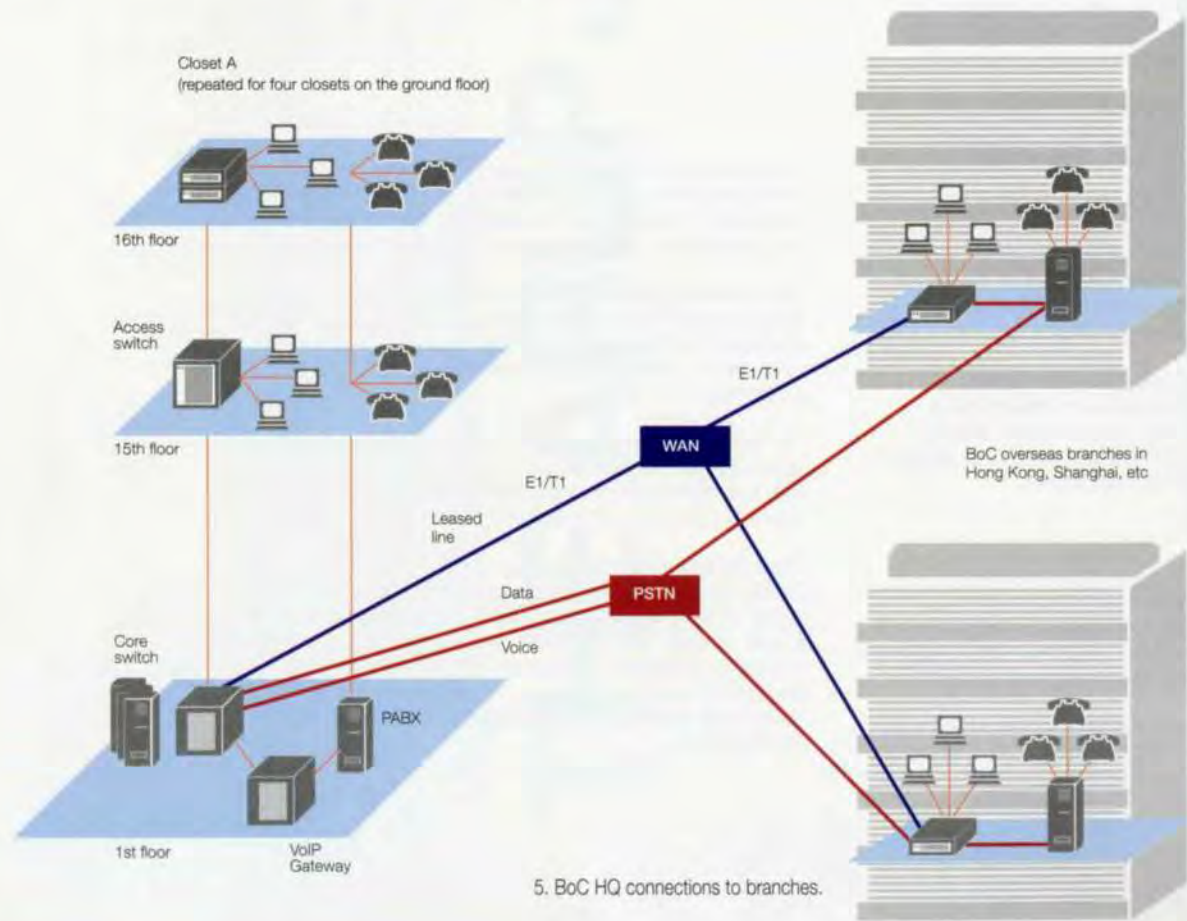 Closet A
(repeated for four closets on the ground floor)
16th floor
Access
switch
15th floor
E1/T1
WAN
E1/T1
BoC overseas branches in
Hong Kong, Shanghai, etc
Leased
line
Data
PSTN
Voice
Core
switch
PABX
1st floor
VoIP
Gateway
5. BoC HQ connections to branches.